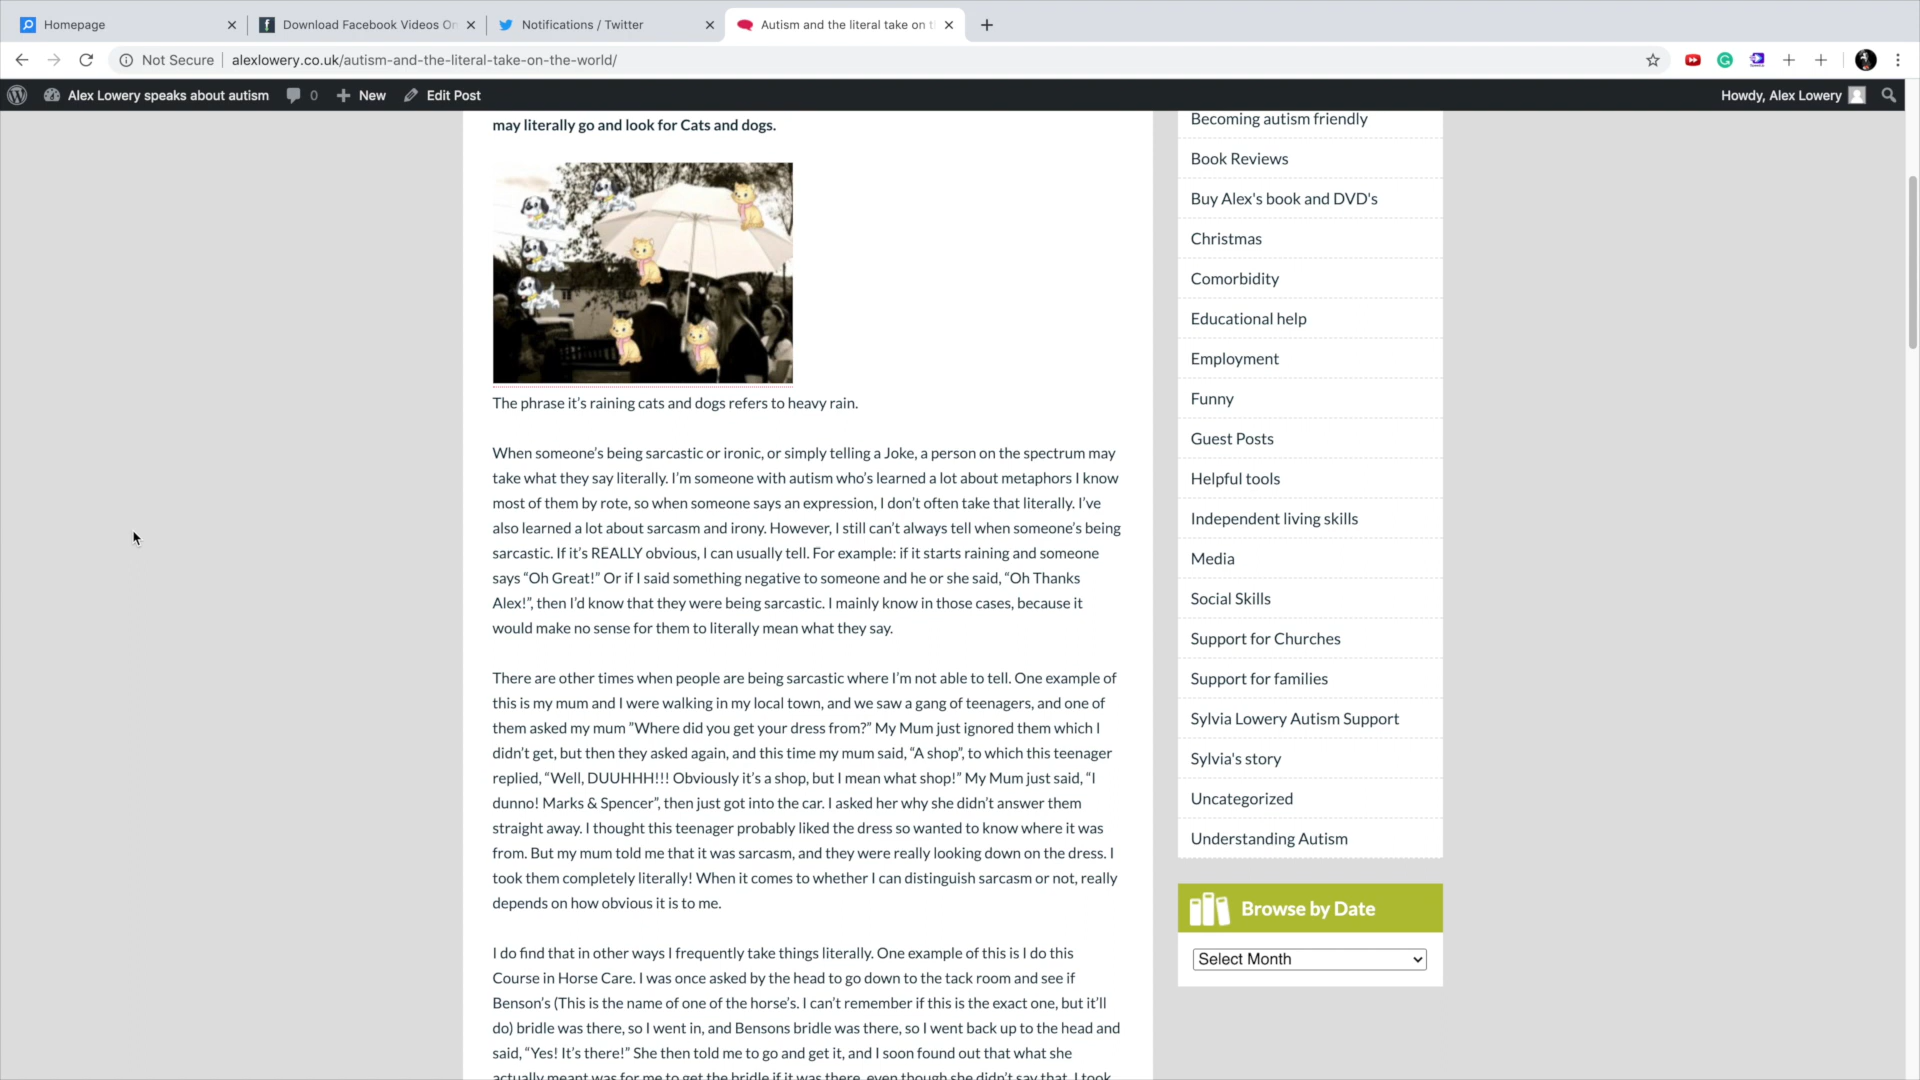 Homepage
Download Facebook Videos On
Notifications / Twitter
Autism and the literal take on t
Not Secure
alexlowery.co.uk/autism-and-the-literal-take-on-the-world/
Alex Lowery speaks about autism
0
New
Edit Post
Howdy, Alex Lowery
may literally go and look for Cats and dogs.
The phrase it’s raining cats and dogs refers to heavy rain.
When someone’s being sarcastic or ironic, or simply telling a Joke, a person on the spectrum may
take what they say literally. I’m someone with autism who’s learned a lot about metaphors I know
most of them by rote, so when someone says an expression, I don’t often take that literally. I’ve
also learned a lot about sarcasm and irony. However, I still can’t always tell when someone’s being
sarcastic. If it’s REALLY obvious, I can usually tell. For example: if it starts raining and someone
says “Oh Great!” Or if I said something negative to someone and he or she said, “Oh Thanks
Alex!”, then I’d know that they were being sarcastic. I mainly know in those cases, because it
would make no sense for them to literally mean what they say.
There are other times when people are being sarcastic where I’m not able to tell. One example of
this is my mum and I were walking in my local town, and we saw a gang of teenagers, and one of
them asked my mum ”Where did you get your dress from?” My Mum just ignored them which I
didn’t get, but then they asked again, and this time my mum said, “A shop”, to which this teenager
replied, “Well, DUUHHH!!! Obviously it’s a shop, but I mean what shop!” My Mum just said, “I
dunno! Marks & Spencer”, then just got into the car. I asked her why she didn’t answer them
straight away. I thought this teenager probably liked the dress so wanted to know where it was
from. But my mum told me that it was sarcasm, and they were really looking down on the dress. I
took them completely literally! When it comes to whether I can distinguish sarcasm or not, really
depends on how obvious it is to me.
I do find that in other ways I frequently take things literally. One example of this is I do this
Course in Horse Care. I was once asked by the head to go down to the tack room and see if
Benson’s (This is the name of one of the horse’s. I can’t remember if this is the exact one, but it’ll
do) bridle was there, so I went in, and Bensons bridle was there, so I went back up to the head and
said, “Yes! It’s there!” She then told me to go and get it, and I soon found out that what she
actually meant was for me to get the bridle if it was there, even though she didn’t say that. I took
Becoming autism friendly
Book Reviews
Buy Alex's book and DVD's
Christmas
Comorbidity
Educational help
Employment
Funny
Guest Posts
Helpful tools
Independent living skills
Media
Social Skills
Support for Churches
Support for families
Sylvia Lowery Autism Support
Sylvia's story
Uncategorized
Understanding Autism
Browse by Date
Select Month